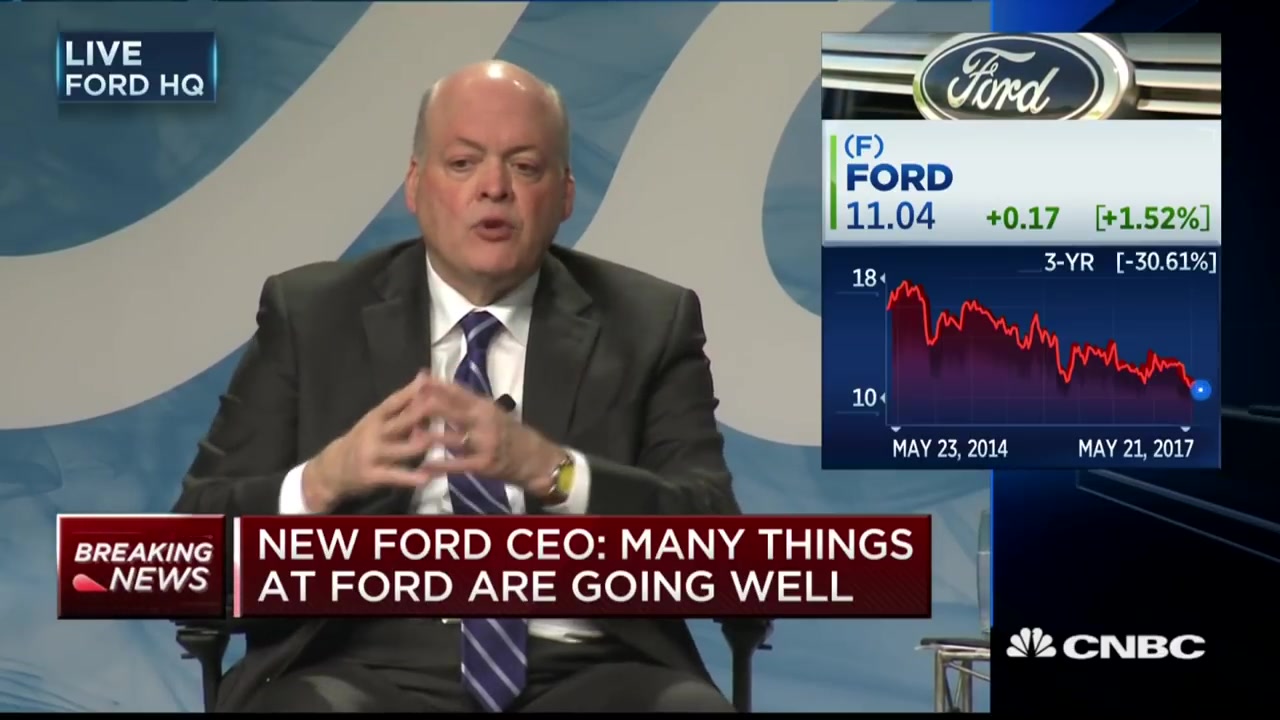 LIVE
FORD HQ
Ford
(F)
FORD
11.04 +0.17 [+1.52%]
3-YR [-30.61%]
18
10
MAY 23, 2014 MAY 21, 2017
BREAKING
NEWS
NEW FORD CEO: MANY THINGS
AT FORD ARE GOING WELL
CNBC